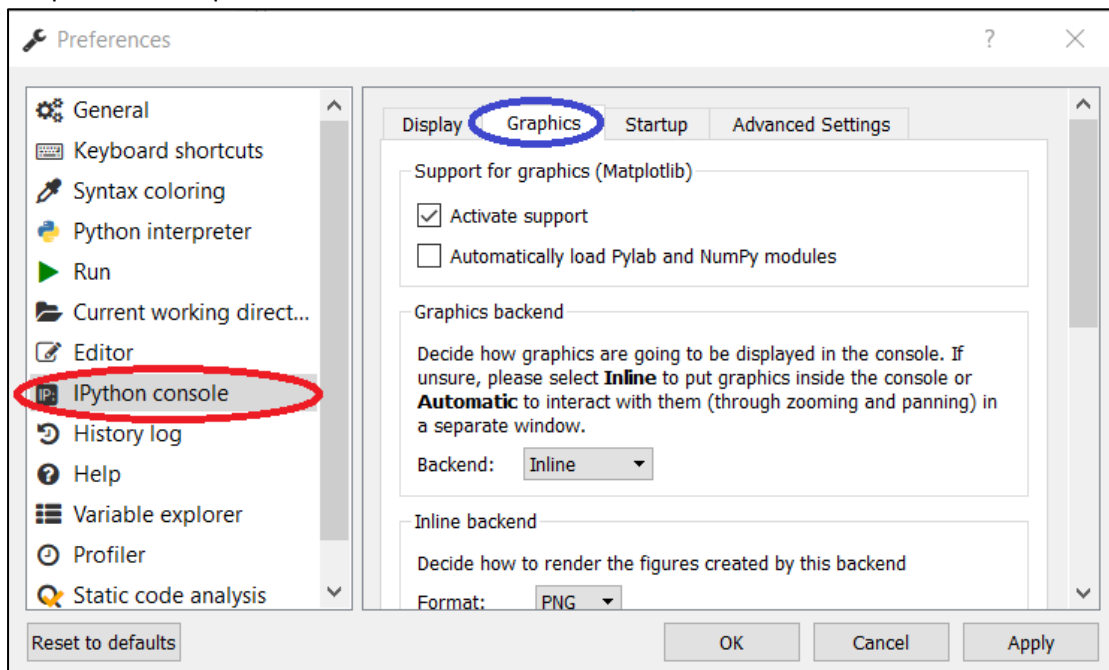 Preferences
?
General
Keyboard shortcuts
Syntax coloring
Python interpreter
Run
Current working direct...
Editor
IP:
IPython console
History log
Help
Variable explorer
Profiler
Static code analysis
Display Graphics Startup Advanced Settings
Support for graphics (Matplotlib)
Activate support
Automatically load Pylab and NumPy modules
Graphics backend
Decide how graphics are going to be displayed in the console. If
unsure, please select Inline to put graphics inside the console or
Automatic to interact with them (through zooming and panning) in
a separate window.
Backend: Inline
Inline backend
Decide how to render the figures created by this backend
Format: PNG
Reset to defaults OK Cancel Apply